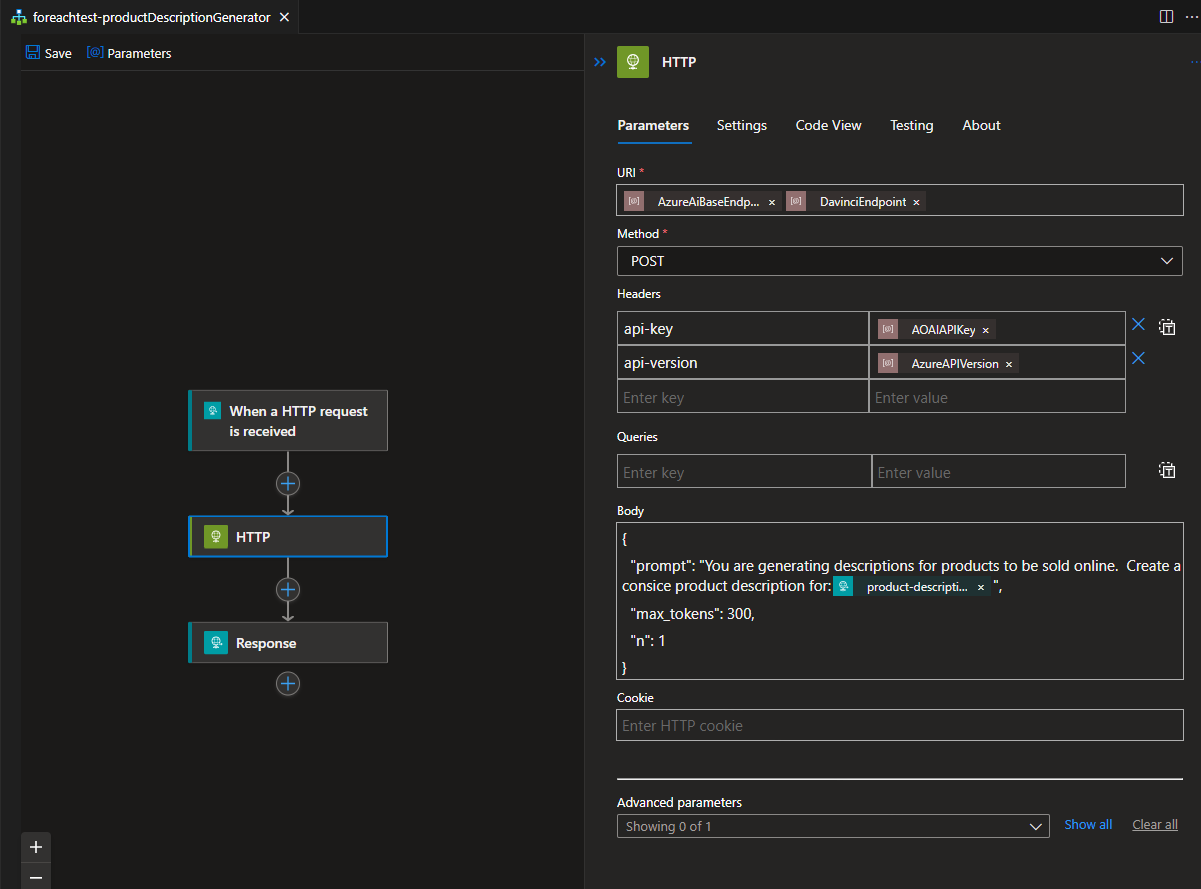 foreachtest-productDescriptionGenerator
Save Parameters
When a HTTP request
is received
HTTP
Response
HTTP
Parameters Settings Code View Testing About
URI *
AzureAiBaseEndp... × DavinciEndpoint ×
Method *
POST
Headers
api-key AOAIAPIKey ×
api-version AzureAPIVersion ×
Enter key Enter value
Queries
Enter key Enter value
Body
{
"prompt": "You are generating descriptions for products to be sold online.  Create a
consice product description for: product-descripti... × ",
"max_tokens": 300,
"n": 1
}
Cookie
Enter HTTP cookie
Advanced parameters
Showing 0 of 1 Show all Clear all